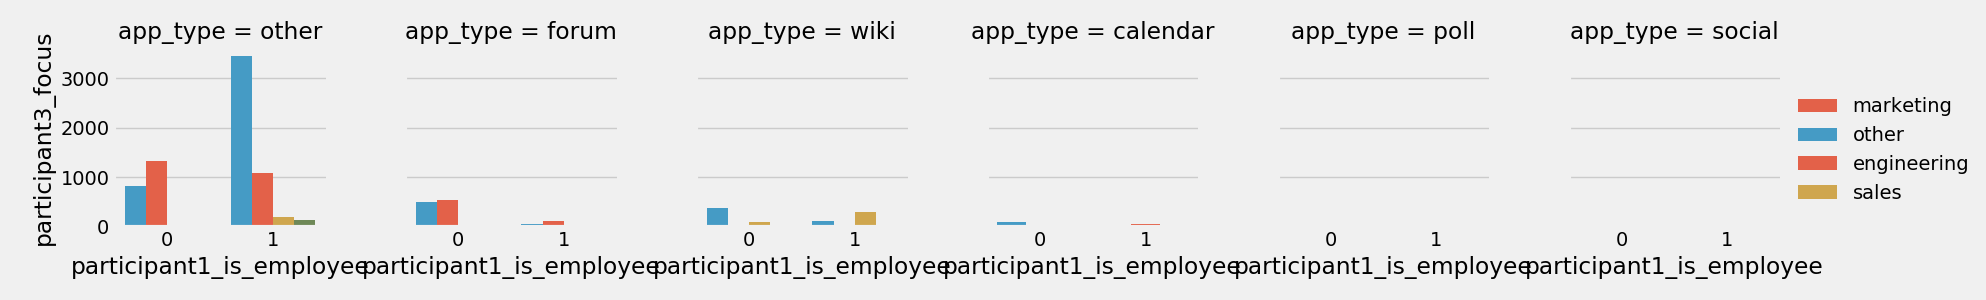 app_type = other
app_type = forum
app_type = wiki
app_type = calendar
app_type = poll
app_type = social
participant3_focus
3000
2000
1000
0
0 1
0 1
0 1
0 1
0 1
0 1
participant1_is_employee
participant1_is_employee
participant1_is_employee
participant1_is_employee
participant1_is_employee
participant1_is_employee
marketing
other
engineering
sales